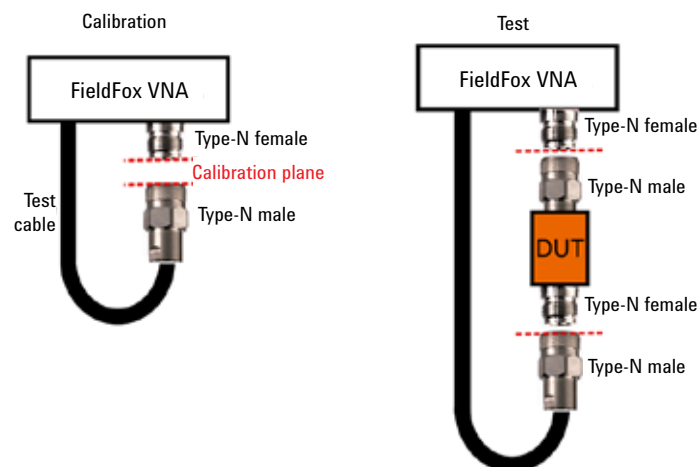 Calibration
FieldFox VNA
Type-N female
Calibration plane
Test
cable
Type-N male
Test
FieldFox VNA
Type-N female
Type-N male
DUT
Type-N female
Type-N male